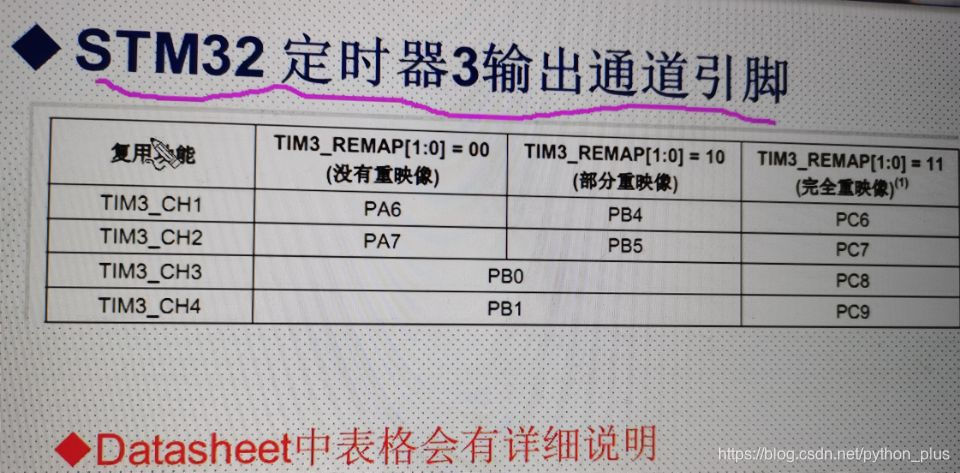 ◆STM32 定时器3输出通道引脚
复用功能 TIM3_REMAP[1:0] = 00 (没有重映像) TIM3_REMAP[1:0] = 10 (部分重映像) TIM3_REMAP[1:0] = 11 (完全重映像)(1)
TIM3_CH1 PA6 PB4 PC6
TIM3_CH2 PA7 PB5 PC7
TIM3_CH3 PB0 PC8
TIM3_CH4 PB1 PC9
◆Datasheet中表格会有详细说明
https://blog.csdn.net/python_plus